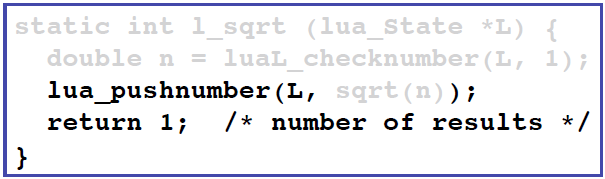 static int l_sqrt (lua_State *L) {
  double n = luaL_checknumber(L, 1);
  lua_pushnumber(L, sqrt(n));
  return 1;  /* number of results */
}